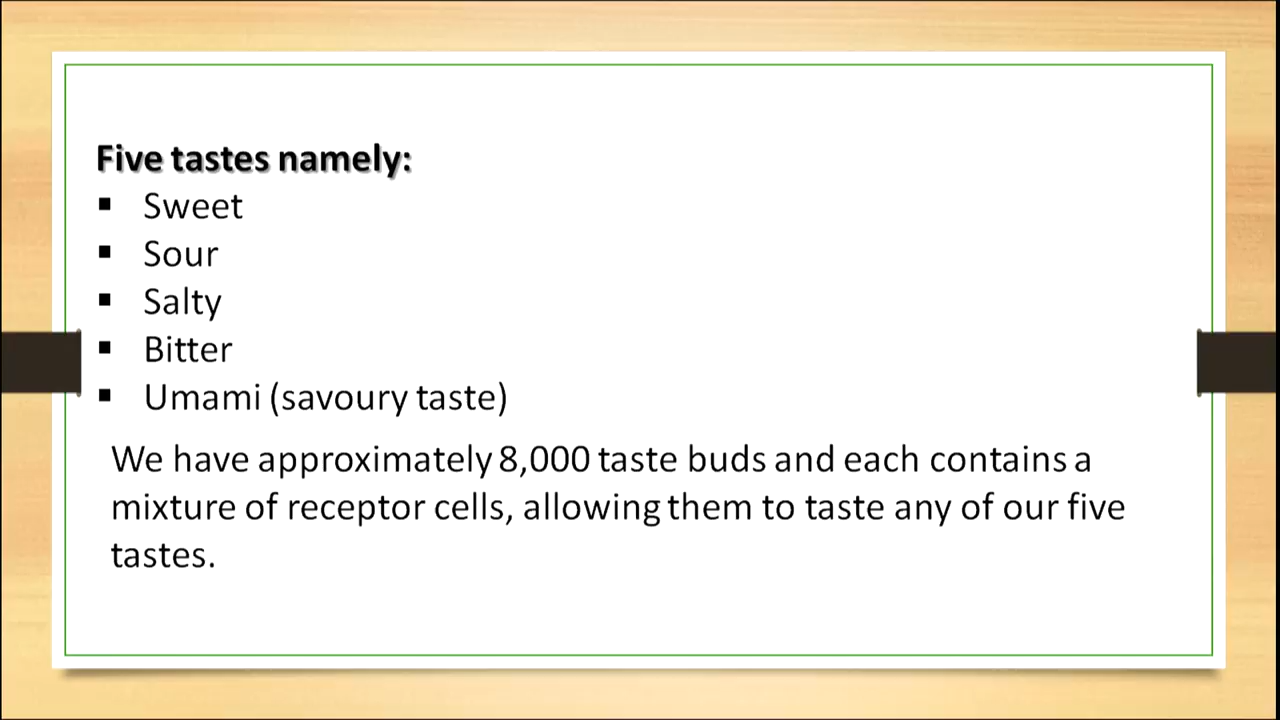 Five tastes namely:
▪ Sweet
▪ Sour
▪ Salty
▪ Bitter
▪ Umami (savoury taste)
We have approximately 8,000 taste buds and each contains a
mixture of receptor cells, allowing them to taste any of our five
tastes.